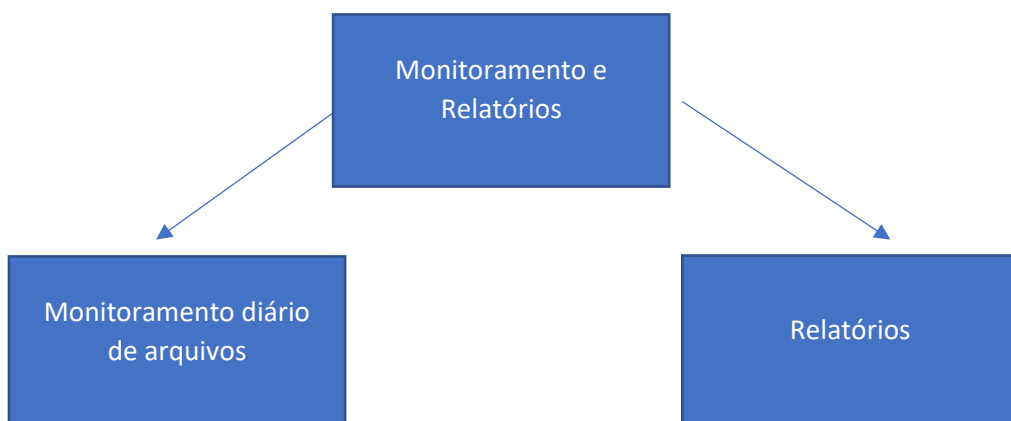 Monitoramento e
Relatórios
Monitoramento diário
de arquivos
Relatórios